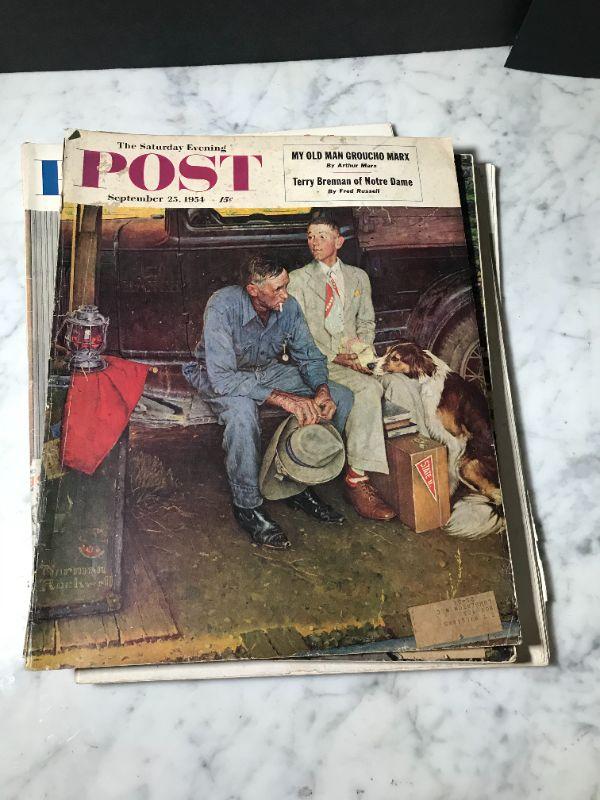 The Saturday Evening
POST
September 25, 1954 - 15¢
MY OLD MAN GROUCHO MARX
By Arthur Marx
Terry Brennan of Notre Dame
By Fred Russell
STATE U
Norman
Rockwell